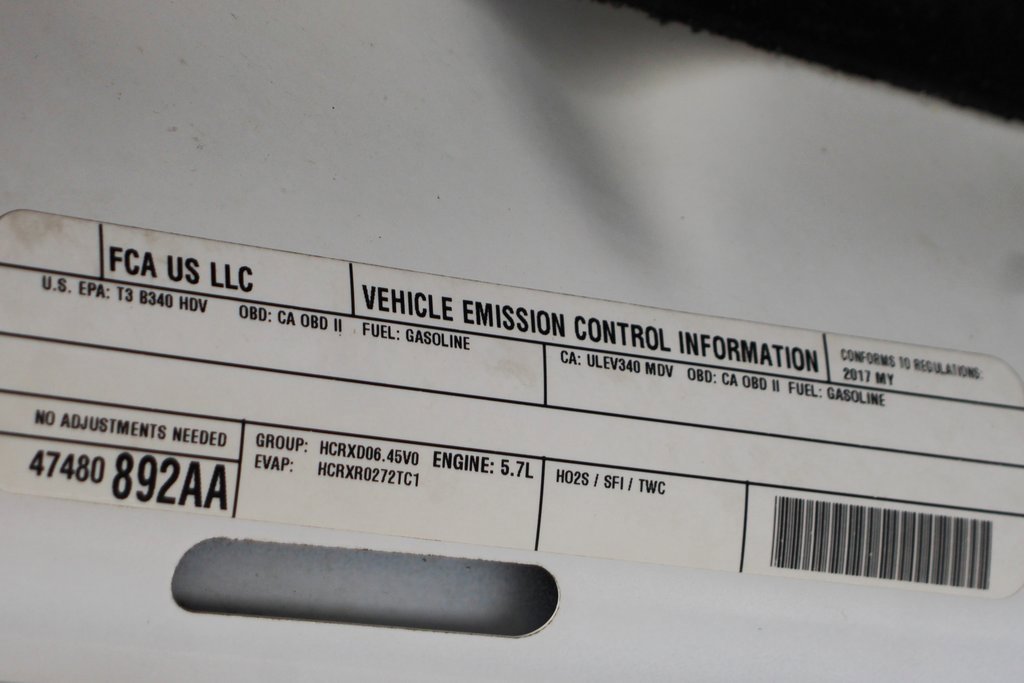 FCA US LLC
VEHICLE EMISSION CONTROL INFORMATION
CONFORMS TO REGULATIONS:
2017 MY
U.S. EPA: T3 B340 HDV OBD: CA OBD II FUEL: GASOLINE
CA: ULEV340 MDV OBD: CA OBD II FUEL: GASOLINE
NO ADJUSTMENTS NEEDED
47480 892AA
GROUP: HCRXD06.45V0 ENGINE: 5.7L
EVAP: HCRXR0272TC1
HO2S / SFI / TWC